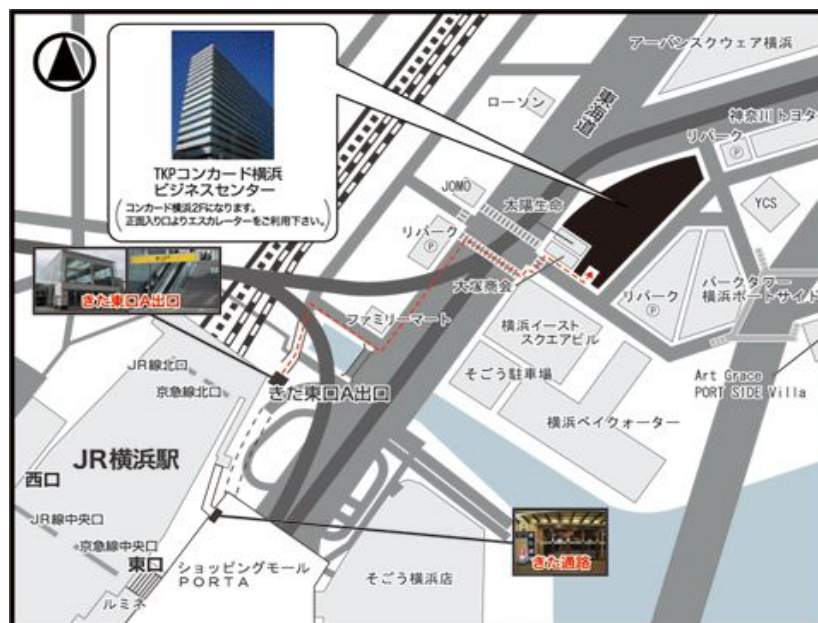 アーバンスクウェア横浜
ローソン
東海道
神奈川トヨタ
リパーク
P
TKPコンカード横浜
ビジネスセンター
コンカード横浜2Fになります。
正面入り口よりエスカレーターをご利用下さい。
JOMO
太陽生命
YCS
リパーク
P
きた東口A出口
大塚商会
リパーク
P
パークタワー
横浜ポートサイド
ファミリーマート
横浜イースト
スクエアビル
JR線北口
京急線北口
きた東口A出口
そごう駐車場
Art Grace
PORT SIDE Villa
横浜ベイクォーター
JR横浜駅
西口
JR線中央口
京急線中央口
東口
ショッピングモール
PORTA
きた通路
そごう横浜店
ルミネ